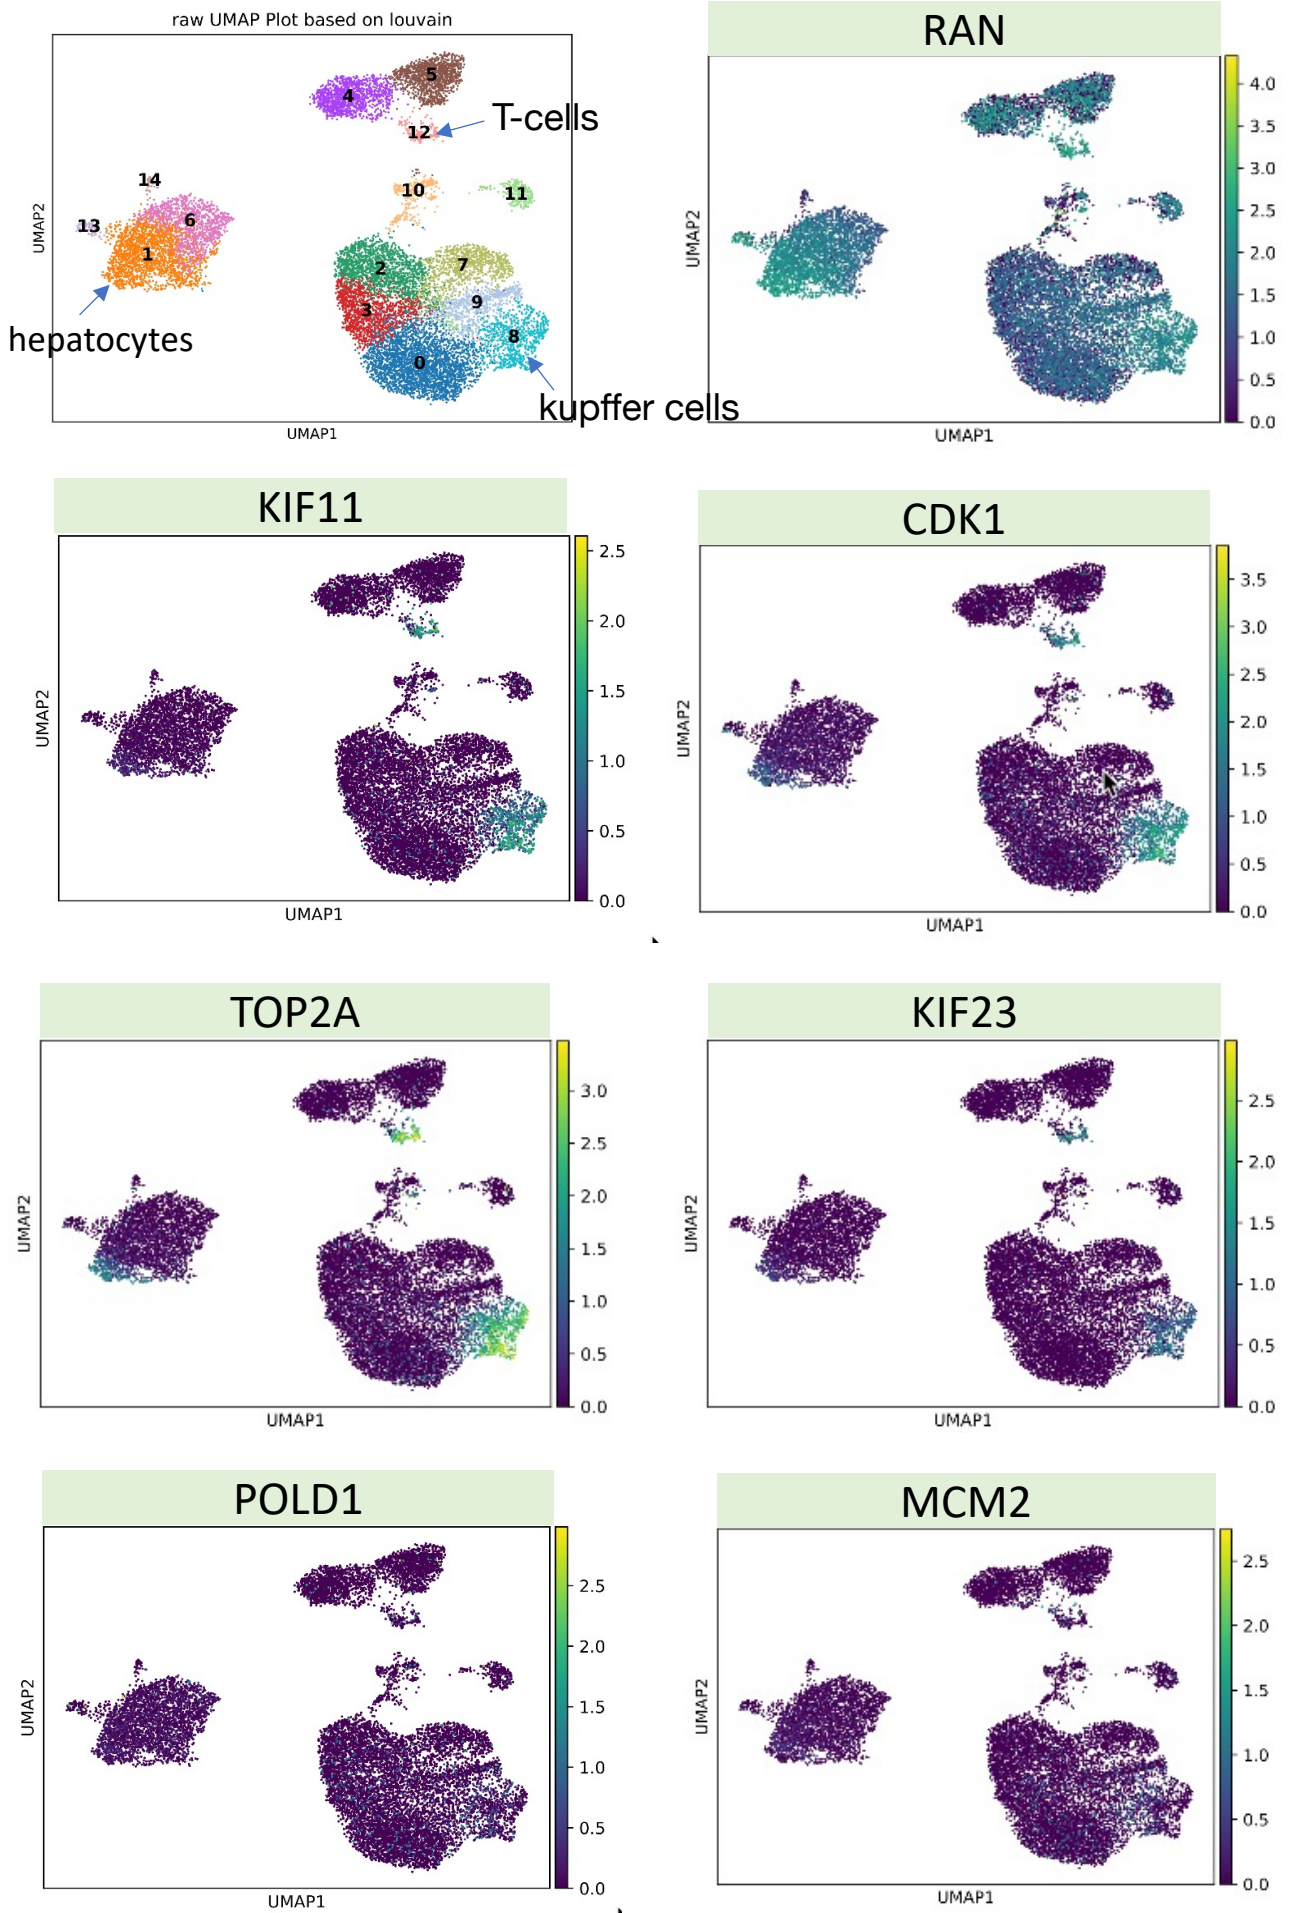 raw UMAP Plot based on louvain
5
4
12
T-cells
14
10
11
13
6
1
2
7
3
9
8
0
hepatocytes
kupffer cells
UMAP2
UMAP1
RAN
4.0
3.5
3.0
2.5
2.0
1.5
1.0
0.5
0.0
UMAP2
UMAP1
KIF11
2.5
2.0
1.5
1.0
0.5
0.0
UMAP2
UMAP1
CDK1
3.5
3.0
2.5
2.0
1.5
1.0
0.5
0.0
UMAP2
UMAP1
TOP2A
3.0
2.5
2.0
1.5
1.0
0.5
0.0
UMAP2
UMAP1
KIF23
2.5
2.0
1.5
1.0
0.5
0.0
UMAP2
UMAP1
POLD1
2.5
2.0
1.5
1.0
0.5
0.0
UMAP2
UMAP1
MCM2
2.5
2.0
1.5
1.0
0.5
0.0
UMAP2
UMAP1